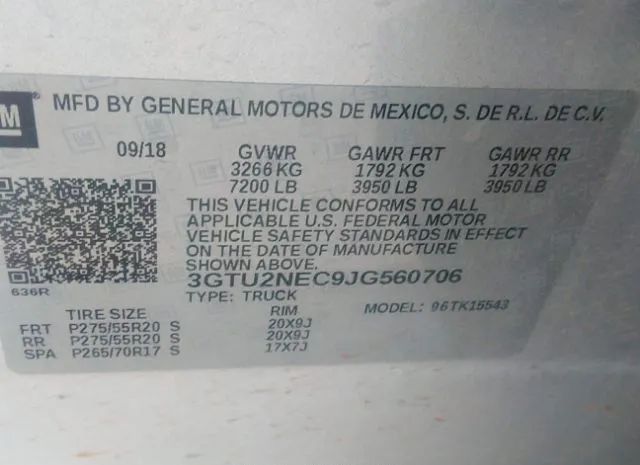 GM ® MFD BY GENERAL MOTORS DE MEXICO, S. DE R.L. DE C.V.
09/18 GVWR GAWR FRT GAWR RR
3266 KG 1792 KG 1792 KG
7200 LB 3950 LB 3950 LB
THIS VEHICLE CONFORMS TO ALL
APPLICABLE U.S. FEDERAL MOTOR
VEHICLE SAFETY STANDARDS IN EFFECT
ON THE DATE OF MANUFACTURE
SHOWN ABOVE.
636R
3GTU2NEC9JG560706
TYPE: TRUCK MODEL: 96TK15543
TIRE SIZE RIM
FRT P275/55R20 S 20X9J
RR P275/55R20 S 20X9J
SPA P265/70R17 S 17X7J